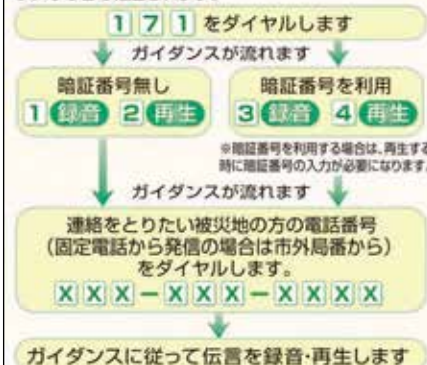 171をダイヤルします
ガイダンスが流れます
暗証番号無し
1 録音 2 再生
暗証番号を利用
3 録音 4 再生
※暗証番号を利用する場合は、再生する
時に暗証番号の入力が必要になります。
ガイダンスが流れます
連絡をとりたい被災地の方の電話番号
(固定電話から発信の場合は市外局番から)
をダイヤルします。
XXX-XXX-XXXX
ガイダンスに従って伝言を録音・再生します